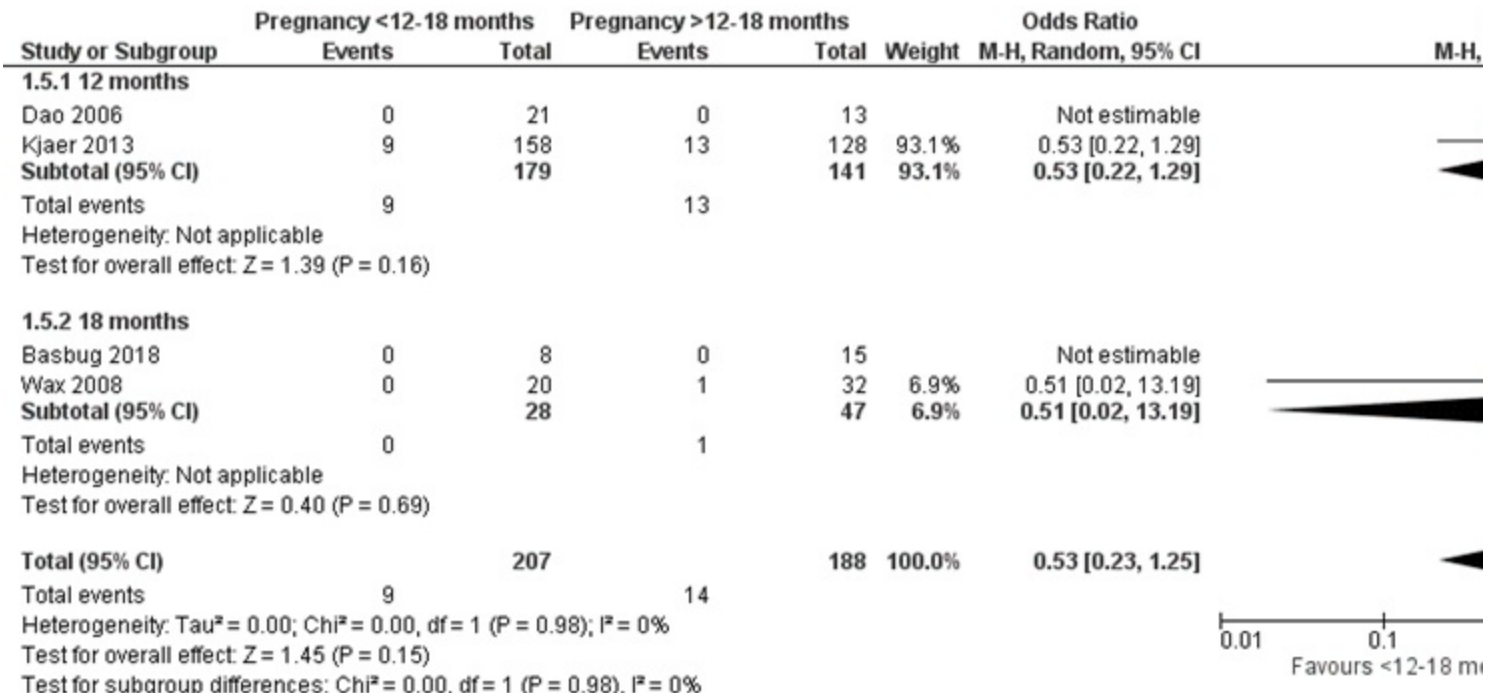 Pregnancy <12-18 months Pregnancy >12-18 months Odds Ratio
Study or Subgroup Events Total Events Total Weight M-H, Random, 95% CI M-H,
1.5.1 12 months
Dao 2006 0 21 0 13 Not estimable
Kjaer 2013 9 158 13 128 93.1% 0.53 [0.22, 1.29]
Subtotal (95% CI) 179 141 93.1% 0.53 [0.22, 1.29]
Total events 9 13
Heterogeneity: Not applicable
Test for overall effect: Z = 1.39 (P = 0.16)
1.5.2 18 months
Basbug 2018 0 8 0 15 Not estimable
Wax 2008 0 20 1 32 6.9% 0.51 [0.02, 13.19]
Subtotal (95% CI) 28 47 6.9% 0.51 [0.02, 13.19]
Total events 0 1
Heterogeneity: Not applicable
Test for overall effect: Z = 0.40 (P = 0.69)
Total (95% CI) 207 188 100.0% 0.53 [0.23, 1.25]
Total events 9 14
Heterogeneity: Tau² = 0.00; Chi² = 0.00, df = 1 (P = 0.98); I² = 0%
0.01 0.1
Test for overall effect: Z = 1.45 (P = 0.15)
Favours <12-18
Test for subgroup differences: Chi² = 0.00, df = 1 (P = 0.98), I² = 0%